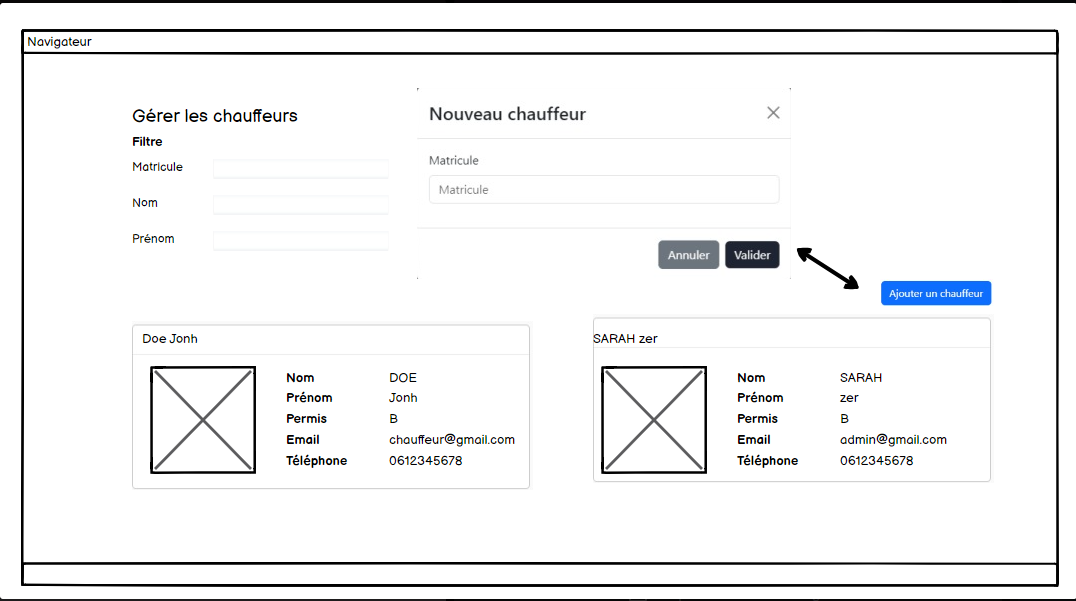 Navigateur
Gérer les chauffeurs
Filtre
Matricule
Nom
Prénom
Nouveau chauffeur
Matricule
Matricule
Annuler
Valider
Ajouter un chauffeur
Doe Jonh
Nom DOE
Prénom Jonh
Permis B
Email chauffeur@gmail.com
Téléphone 0612345678
SARAH zer
Nom SARAH
Prénom zer
Permis B
Email admin@gmail.com
Téléphone 0612345678